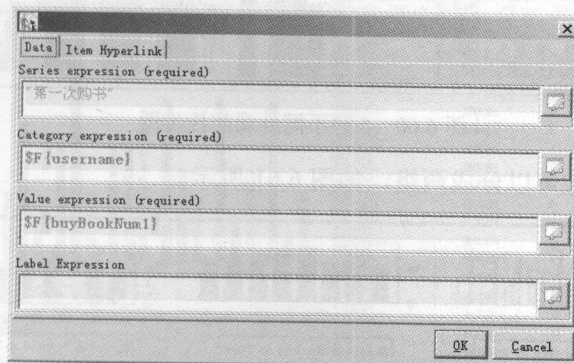 Data Item Hyperlink
Series expression (required)
"第一次购书"
Category expression (required)
$F{username}
Value expression (required)
$F{buyBookNum1}
Label Expression
OK Cancel